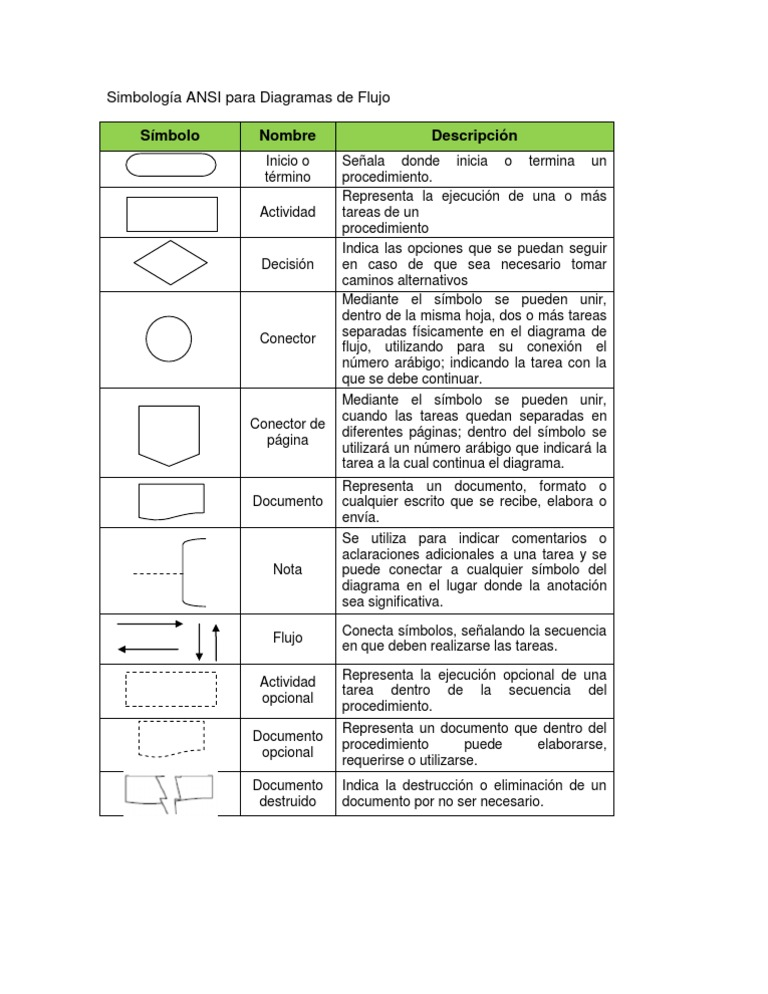 Simbología ANSI para Diagramas de Flujo
Símbolo Nombre Descripción
Inicio o
término
Señala donde inicia o termina un
procedimiento.
Actividad
Representa la ejecución de una o más
tareas de un
procedimiento
Decisión
Indica las opciones que se puedan seguir
en caso de que sea necesario tomar
caminos alternativos
Conector
Mediante el símbolo se pueden unir,
dentro de la misma hoja, dos o más tareas
separadas físicamente en el diagrama de
flujo, utilizando para su conexión el
número arábigo; indicando la tarea con la
que se debe continuar.
Conector de
página
Mediante el símbolo se pueden unir,
cuando las tareas quedan separadas en
diferentes páginas; dentro del símbolo se
utilizará un número arábigo que indicará la
tarea a la cual continua el diagrama.
Documento
Representa un documento, formato o
cualquier escrito que se recibe, elabora o
envía.
Nota
Se utiliza para indicar comentarios o
aclaraciones adicionales a una tarea y se
puede conectar a cualquier símbolo del
diagrama en el lugar donde la anotación
sea significativa.
Flujo
Conecta símbolos, señalando la secuencia
en que deben realizarse las tareas.
Actividad
opcional
Representa la ejecución opcional de una
tarea dentro de la secuencia del
procedimiento.
Documento
opcional
Representa un documento que dentro del
procedimiento puede elaborarse,
requerirse o utilizarse.
Documento
destruido
Indica la destrucción o eliminación de un
documento por no ser necesario.